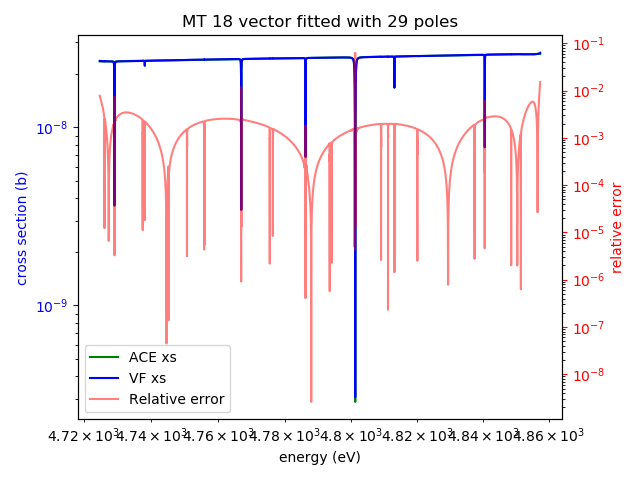 MT 18 vector fitted with 29 poles
10⁻⁸
10⁻⁹
cross section (b)
10⁻¹
10⁻²
10⁻³
10⁻⁴
10⁻⁵
10⁻⁶
10⁻⁷
10⁻⁸
relative error
ACE xs
VF xs
Relative error
4.72 × 10³ 4.74 × 10³ 4.76 × 10³ 4.78 × 10³ 4.8 × 10³ 4.82 × 10³ 4.84 × 10³ 4.86 × 10³
energy (eV)